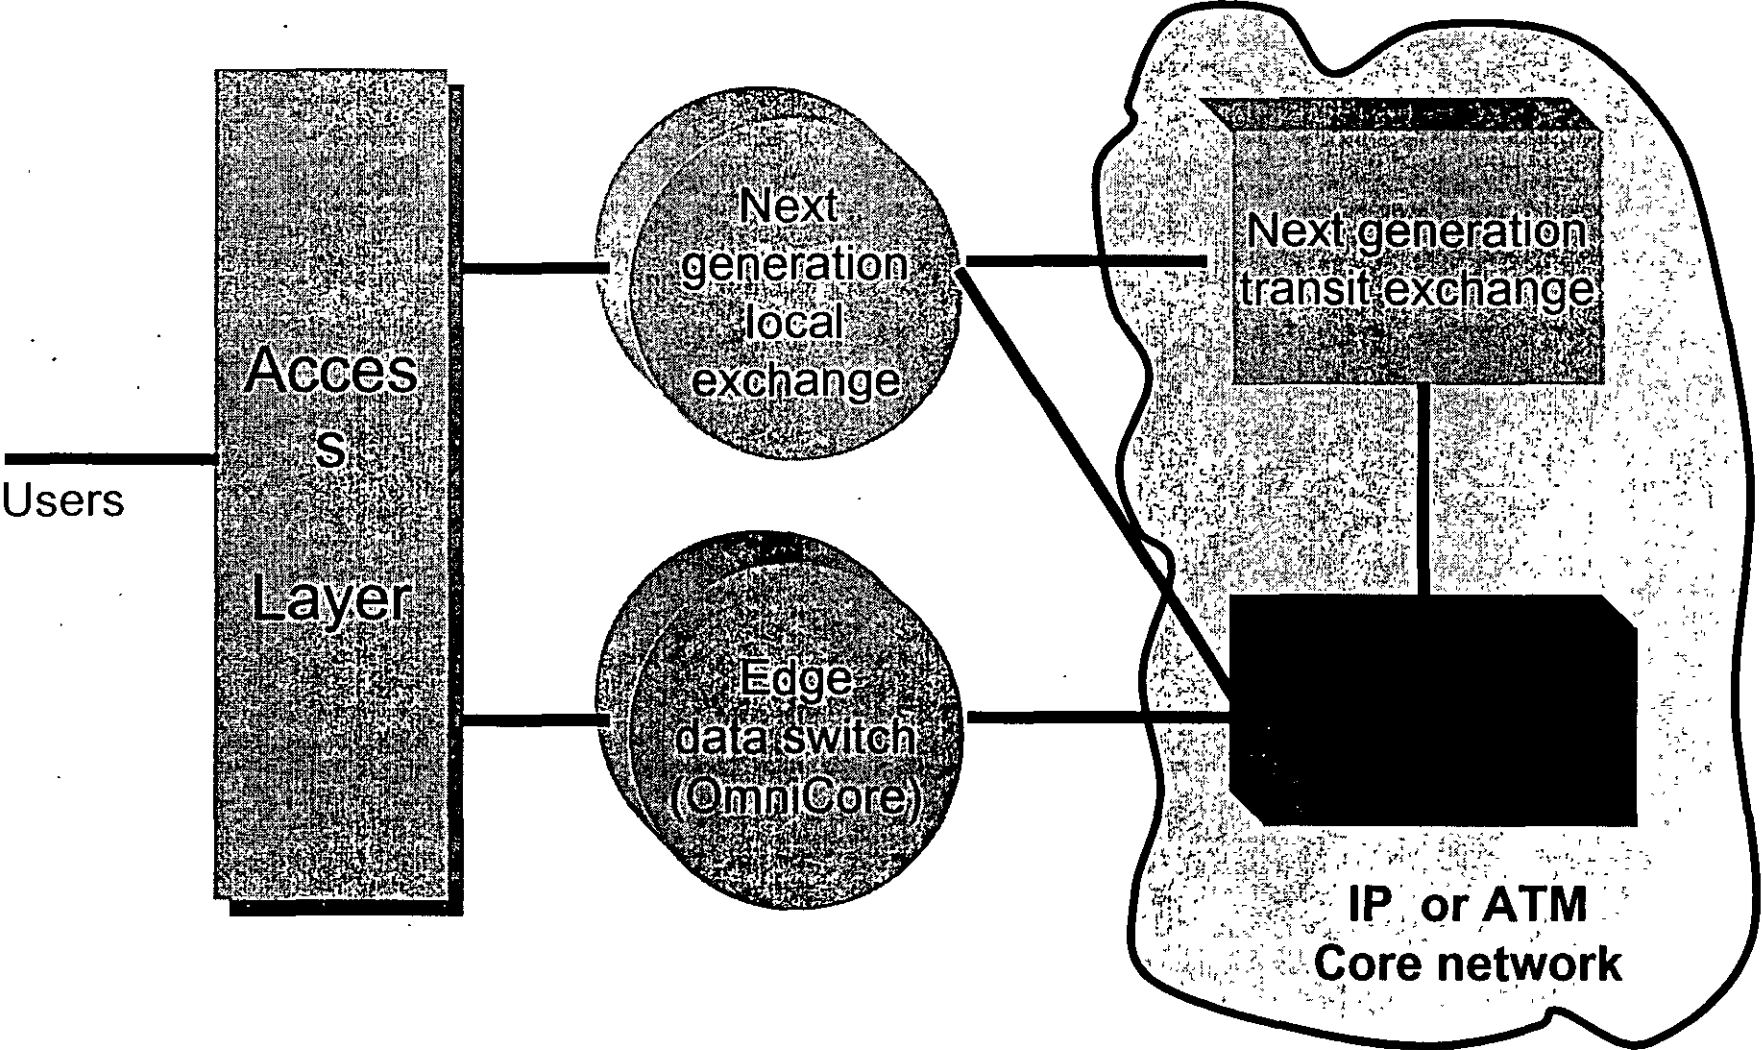 Users
Acces
s
Layer
Next
generation
local
exchange
Edge
data switch
(OmniCore)
Next generation
transit exchange
IP or ATM
Core network